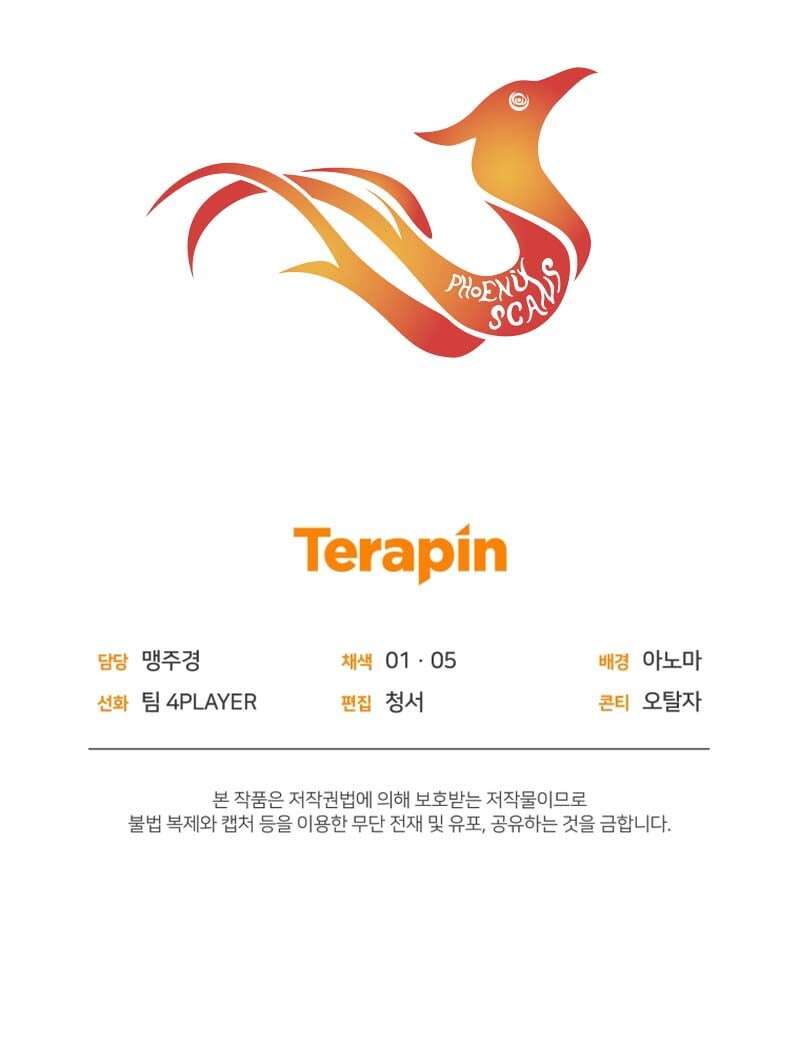 PHOENIX
SCANS
Terapin
담당 맹주경 채색 01 · 05 배경 아노마
선화 팀 4PLAYER 편집 청서 콘티 오탈자
본 작품은 저작권법에 의해 보호받는 저작물이므로
불법 복제와 캡처 등을 이용한 무단 전재 및 유포, 공유하는 것을 금합니다.